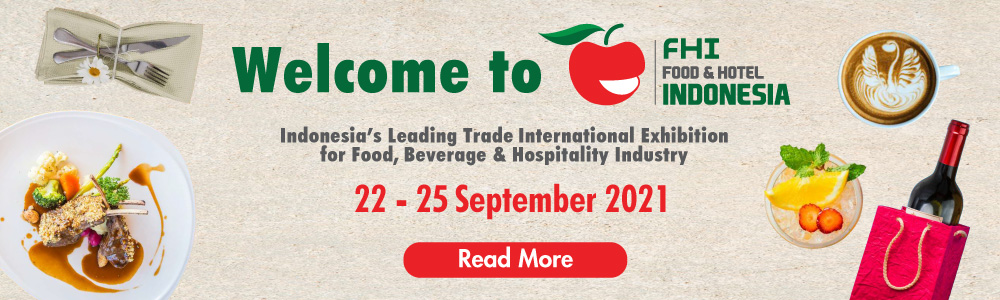 Welcome to
FHI
FOOD & HOTEL
INDONESIA
Indonesia's Leading Trade International Exhibition
for Food, Beverage & Hospitality Industry
22 - 25 September 2021
Read More